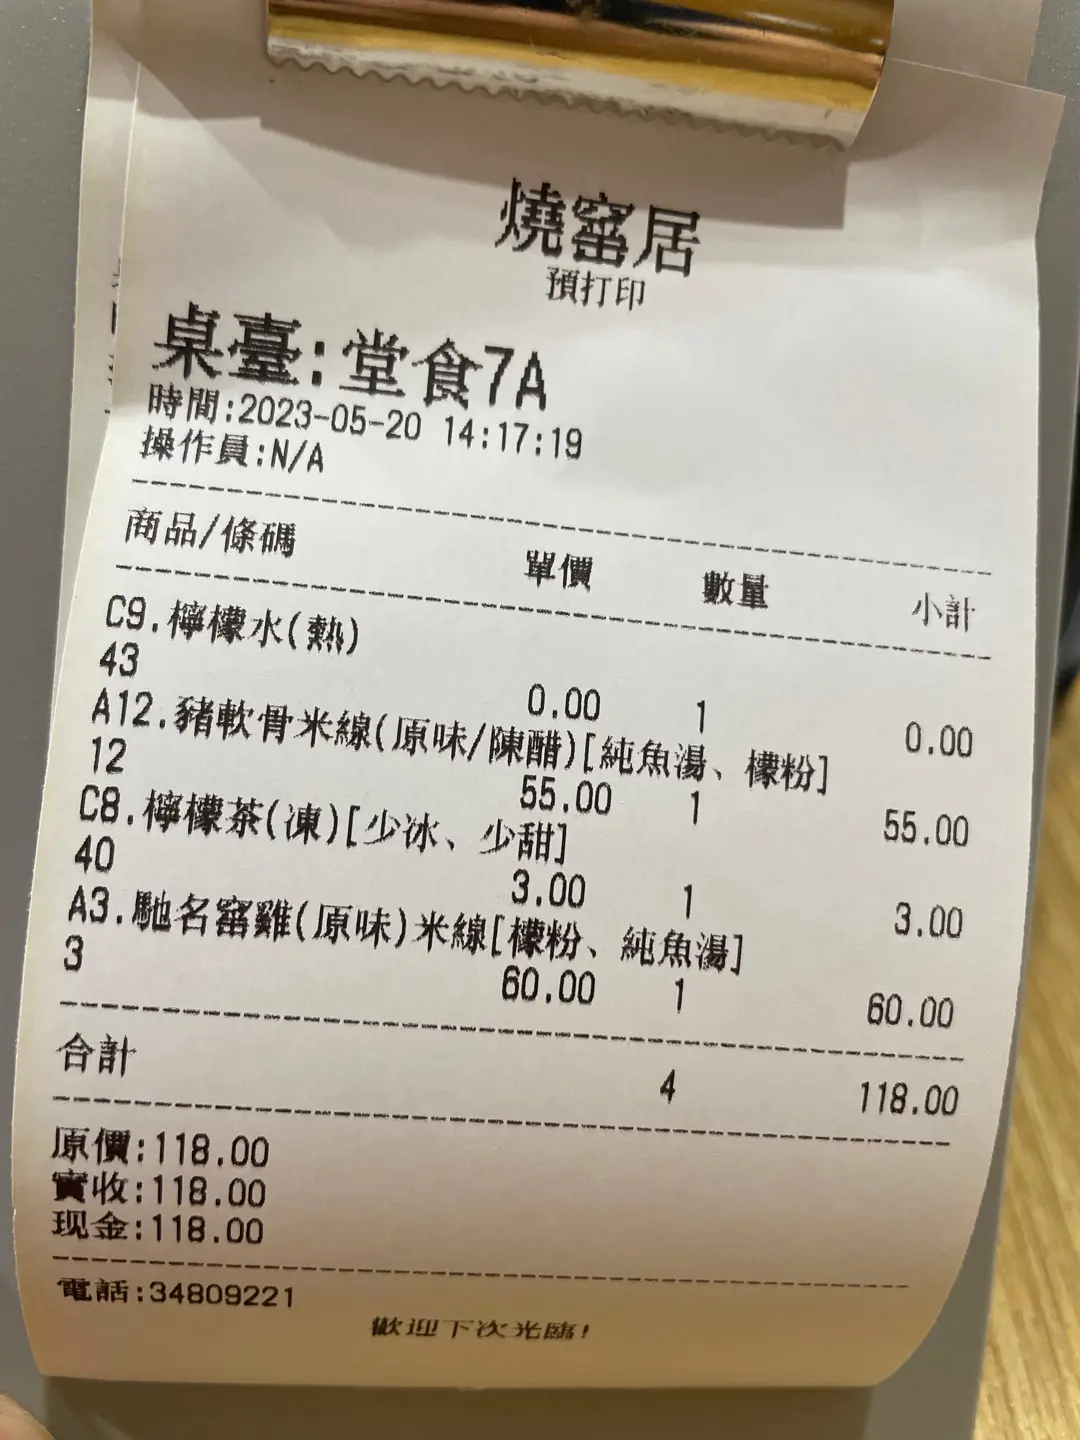 燒窰居
預打印
桌臺:堂食7A
時間:2023-05-20 14:17:19
操作員:N/A
商品/條碼 單價 數量 小計
C9.檸檬水(熱)
43 0.00 1 0.00
A12.豬軟骨米線(原味/陳醋)[純魚湯、檬粉]
12 55.00 1 55.00
C8.檸檬茶(凍)[少冰、少甜]
40 3.00 1 3.00
A3.馳名窰雞(原味)米線[檬粉、純魚湯]
3 60.00 1 60.00
合計 4 118.00
原價:118.00
實收:118.00
现金:118.00
電話:34809221
歡迎下次光臨!